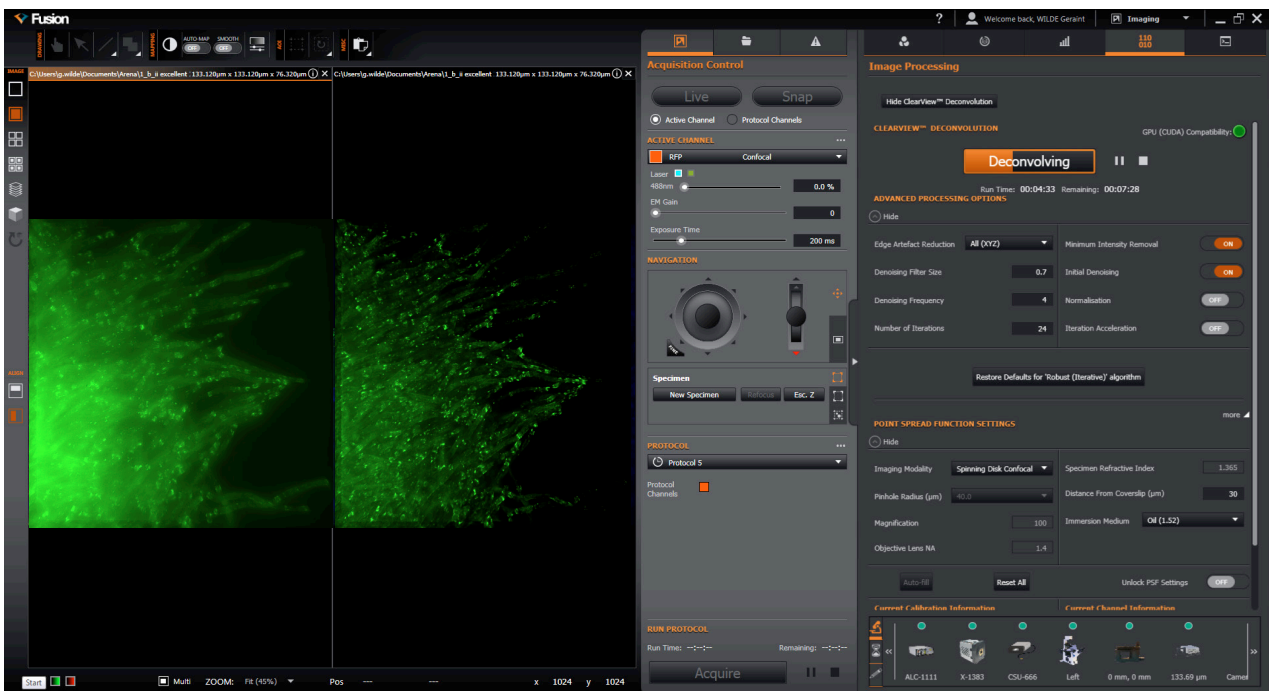 Fusion
? Welcome back, WILDE Geraint Imaging
DRAWING MAPPING AUTO-MAP OFF SMOOTH OFF MISC
IMAGE
C:\Users\g.wilde\Documents\Arena\1_b_ii excellent 133.120µm x 133.120µm x 76.320µm
C:\Users\g.wilde\Documents\Arena\1_b_ii excellent 133.120µm x 133.120µm x 76.320µm
ALIGN
Start Multi ZOOM: Fit (45%) Pos --- --- x 1024 y 1024
Acquisition Control
Live Snap
Active Channel Protocol Channels
ACTIVE CHANNEL ...
RFP Confocal
Laser
488nm 0.0 %
EM Gain
0
Exposure Time
200 ms
NAVIGATION
Specimen
New Specimen Refocus Esc. Z
PROTOCOL ...
Protocol 5
Protocol
Channels
RUN PROTOCOL
Run Time: --:--:-- Remaining: --:--:--
Acquire
110
010
Image Processing
Hide ClearView™ Deconvolution
CLEARVIEW™ DECONVOLUTION GPU (CUDA) Compatibility:
Deconvolving
Run Time: 00:04:33 Remaining: 00:07:28
ADVANCED PROCESSING OPTIONS
Hide
Edge Artefact Reduction All (XYZ) Minimum Intensity Removal ON
Denoising Filter Size 0.7 Initial Denoising ON
Denoising Frequency 4 Normalisation OFF
Number of Iterations 24 Iteration Acceleration OFF
Restore Defaults for 'Robust (Iterative)' algorithm
more
POINT SPREAD FUNCTION SETTINGS
Hide
Imaging Modality Spinning Disk Confocal Specimen Refractive Index 1.365
Pinhole Radius (µm) 40.0 Distance From Coverslip (µm) 30
Magnification 100 Immersion Medium Oil (1.52)
Objective Lens NA 1.4
Auto-fill Reset All Unlock PSF Settings OFF
Current Calibration Information Current Channel Information
« »
ALC-1111 X-1383 CSU-666 Left 0 mm, 0 mm 133.69 µm Camer